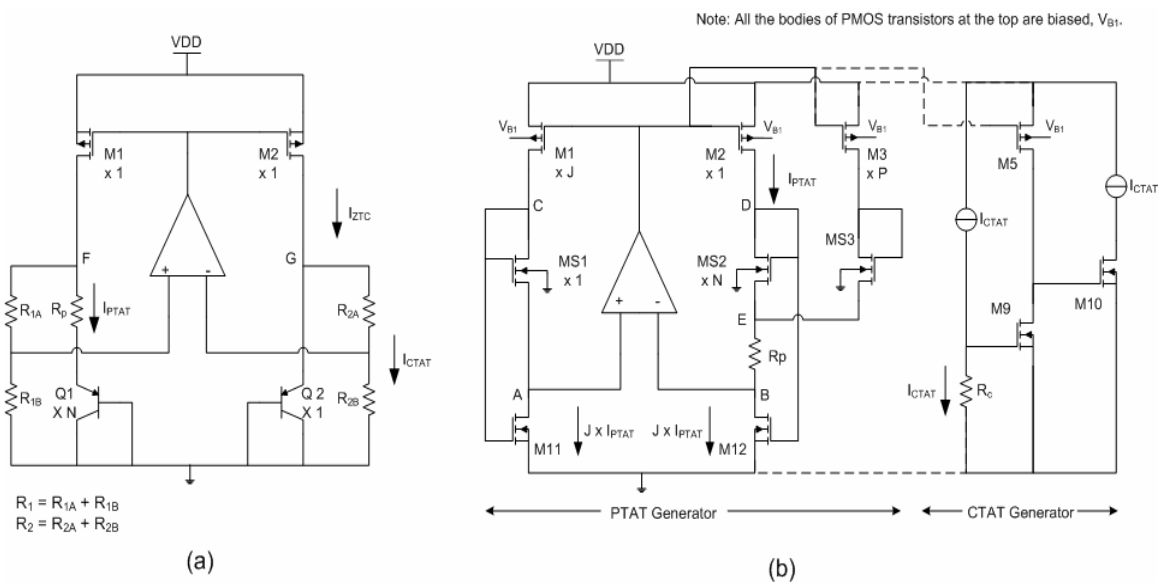 Note: All the bodies of PMOS transistors at the top are biased, VB1.
VDD
M1
x 1
M2
x 1
IZTC
F
G
+
-
R1A
Rp
IPTAT
R2A
ICTAT
R1B
Q1
X N
Q 2
X 1
R2B
R1 = R1A + R1B
R2 = R2A + R2B
(a)
VDD
VB1
M1
x J
VB1
M2
x 1
VB1
M3
x P
IPTAT
C
D
MS1
x 1
MS2
x N
MS3
+
-
E
Rp
A
B
J x IPTAT
J x IPTAT
M11
M12
PTAT Generator
VB1
M5
ICTAT
ICTAT
M10
M9
ICTAT
Rc
CTAT Generator
(b)